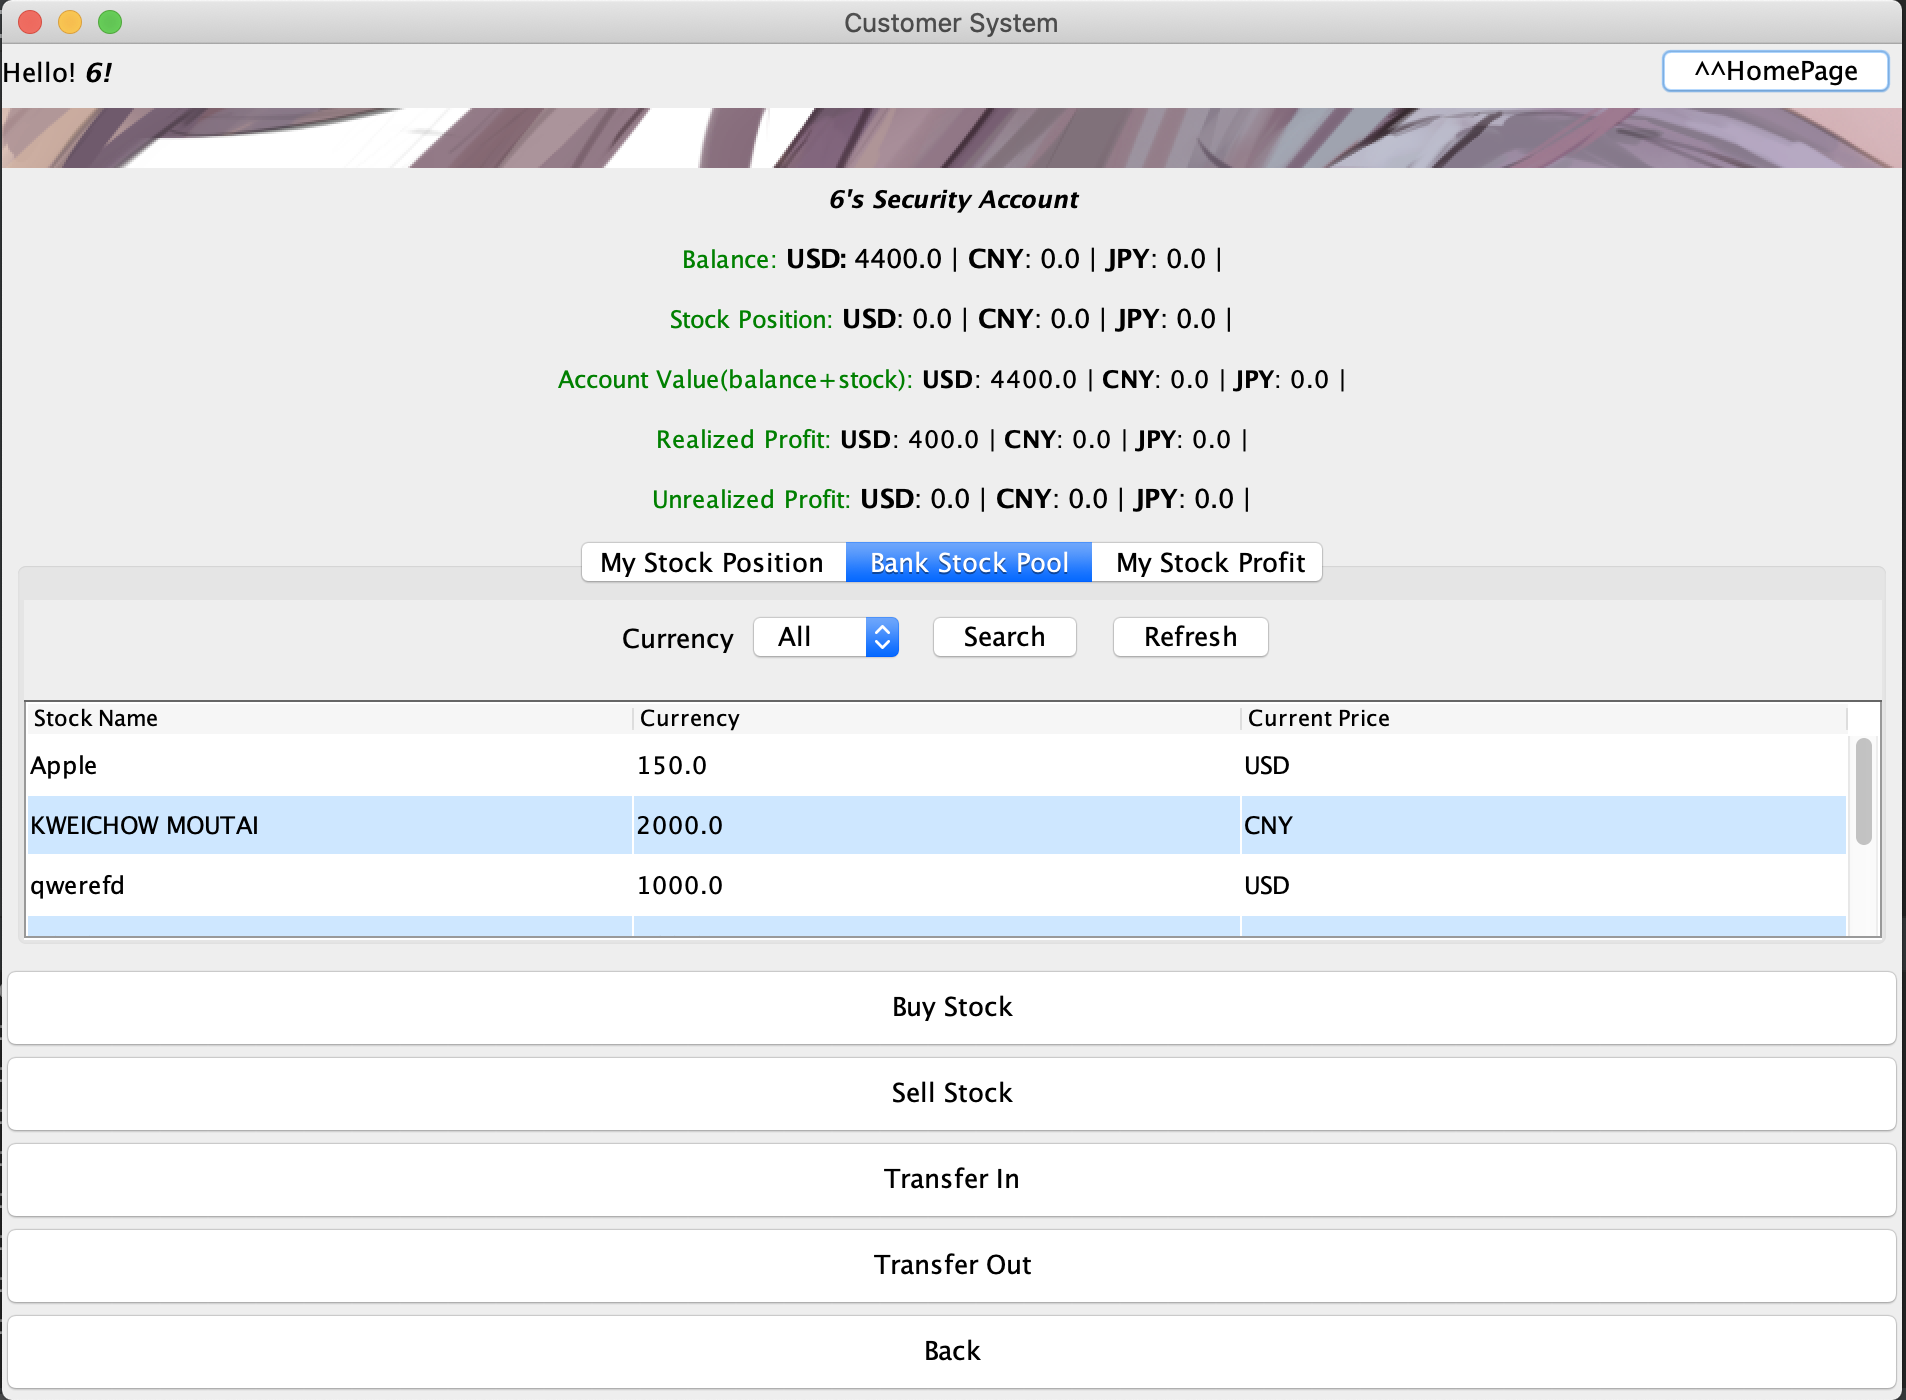 Customer System
Hello! 6!
^^HomePage
6's Security Account
Balance: USD: 4400.0 | CNY: 0.0 | JPY: 0.0 |
Stock Position: USD: 0.0 | CNY: 0.0 | JPY: 0.0 |
Account Value(balance+stock): USD: 4400.0 | CNY: 0.0 | JPY: 0.0 |
Realized Profit: USD: 400.0 | CNY: 0.0 | JPY: 0.0 |
Unrealized Profit: USD: 0.0 | CNY: 0.0 | JPY: 0.0 |
My Stock Position Bank Stock Pool My Stock Profit
Currency All Search Refresh
Stock Name Currency Current Price
Apple 150.0 USD
KWEICHOW MOUTAI 2000.0 CNY
qwerefd 1000.0 USD
Buy Stock
Sell Stock
Transfer In
Transfer Out
Back